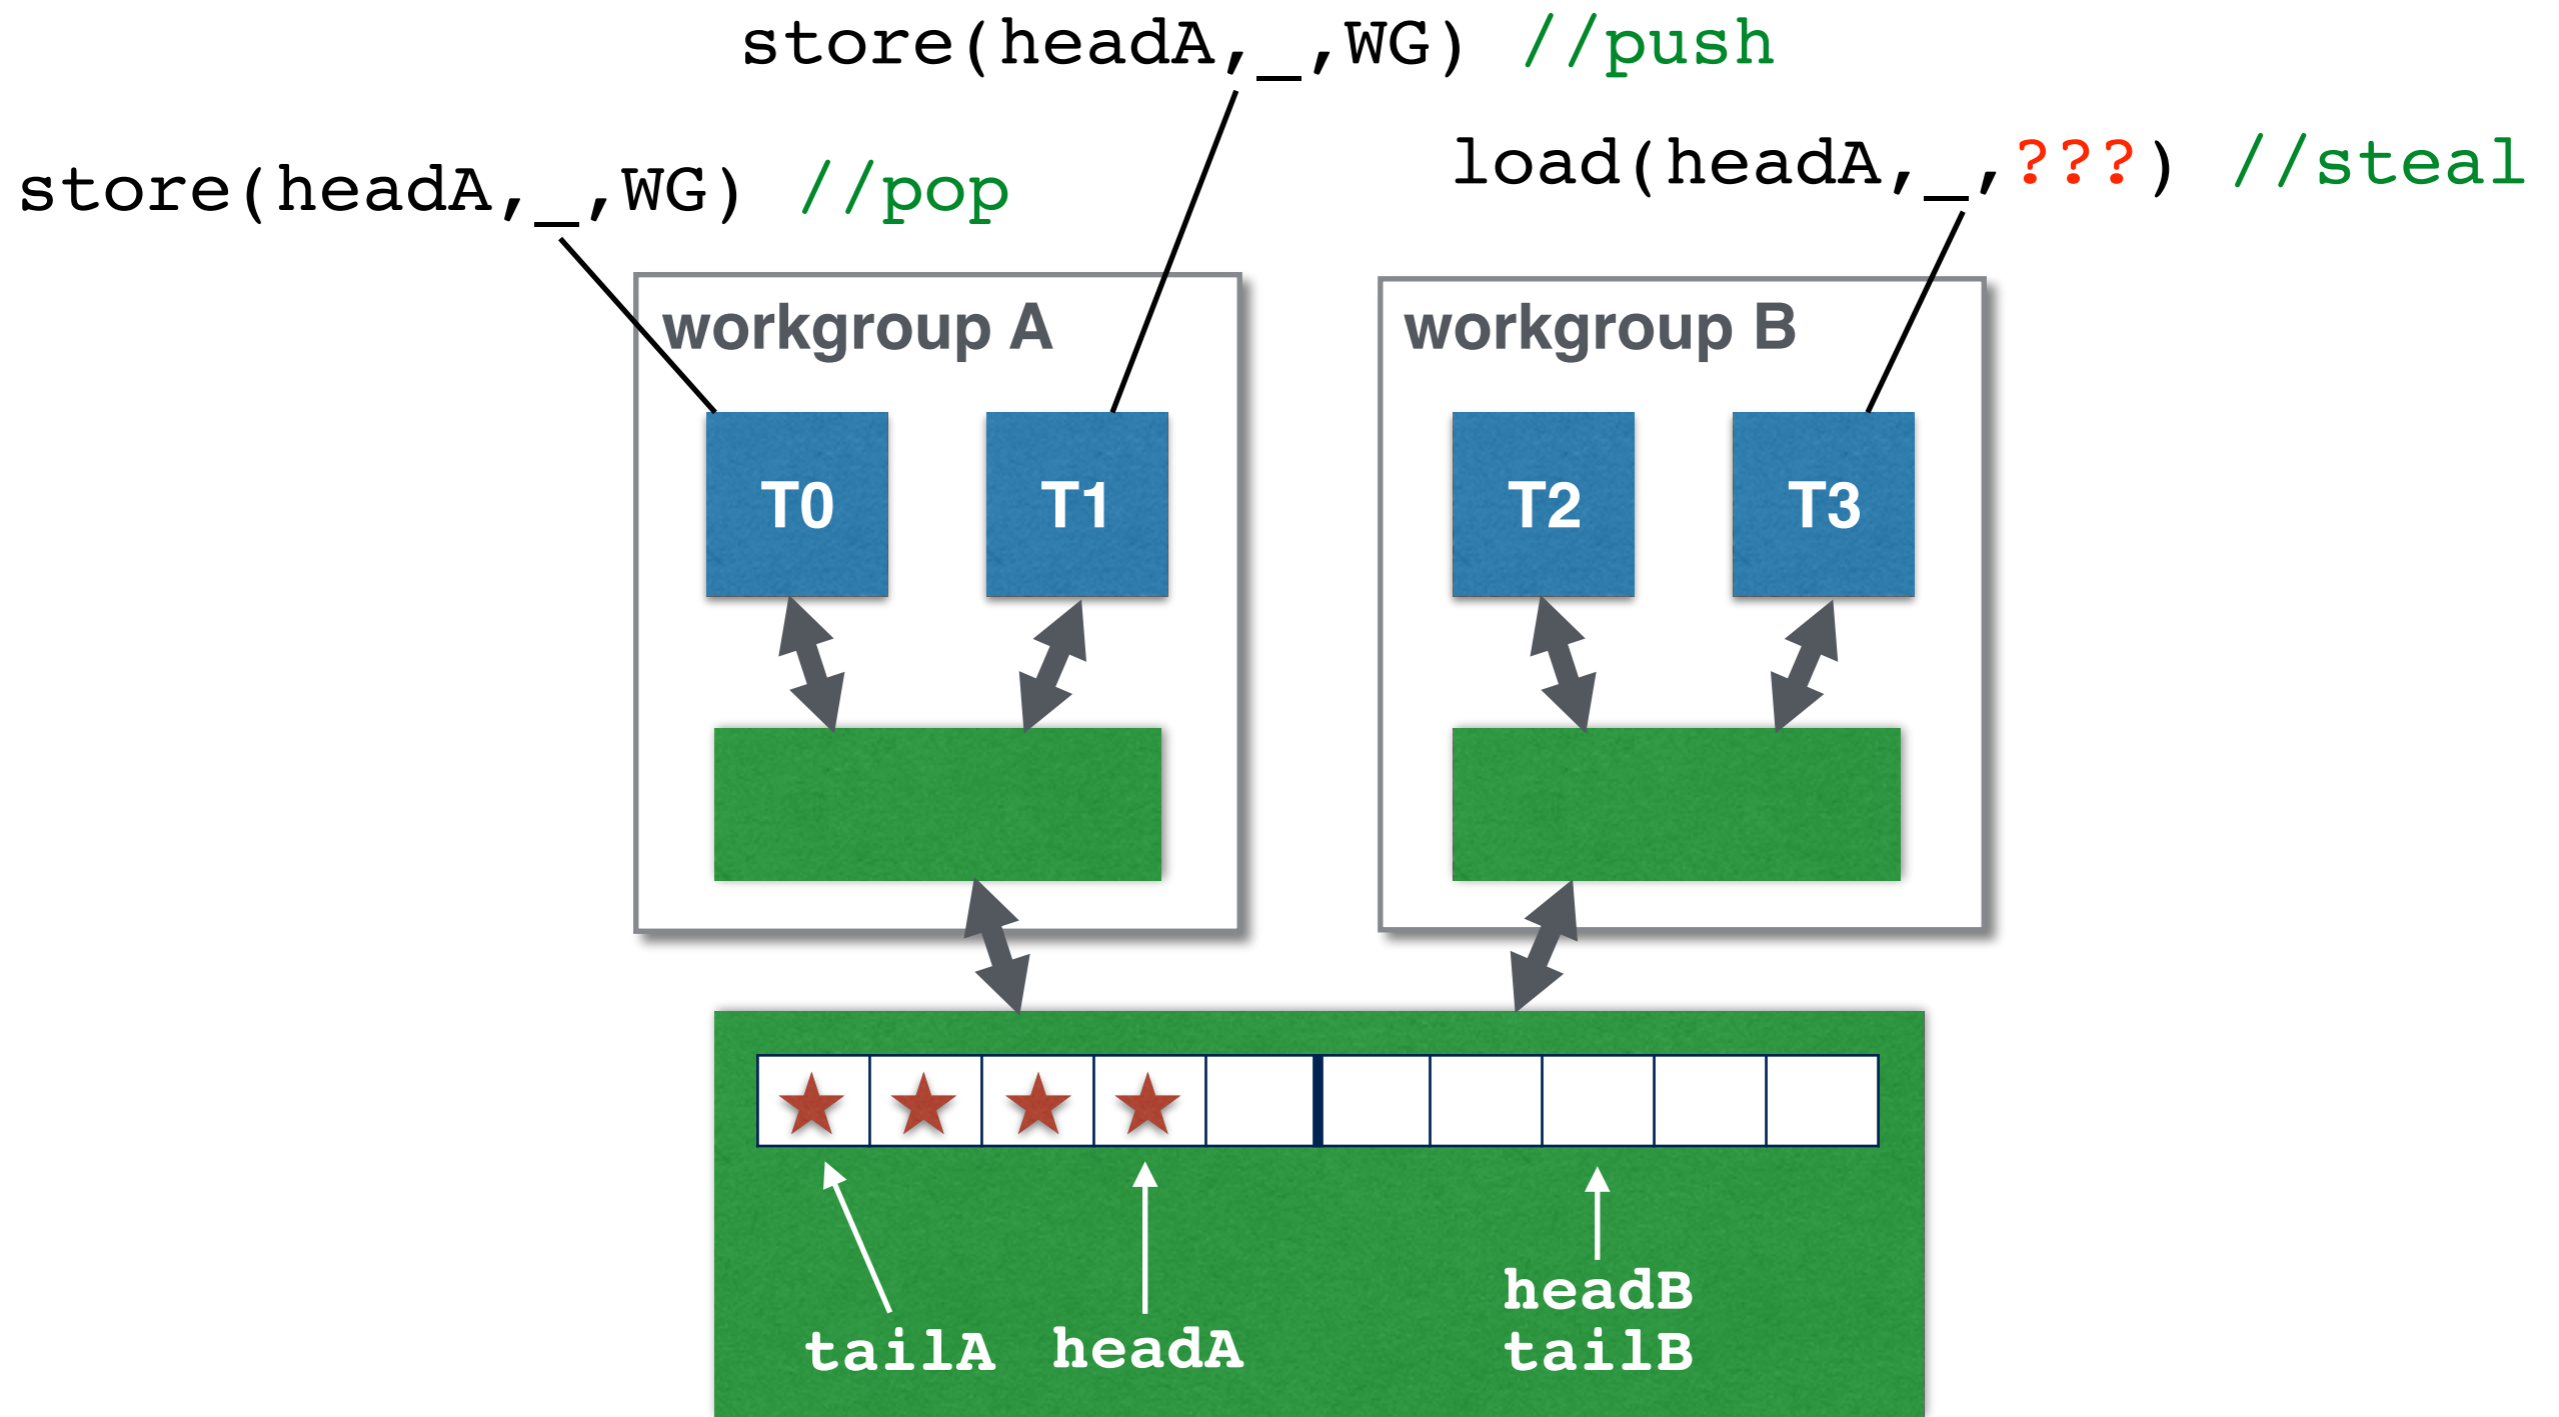 store(headA,_,WG) //push
load(headA,_,???) //steal
store(headA,_,WG) //pop
workgroup A
workgroup B
T0
T1
T2
T3
tailA
headA
headB
tailB